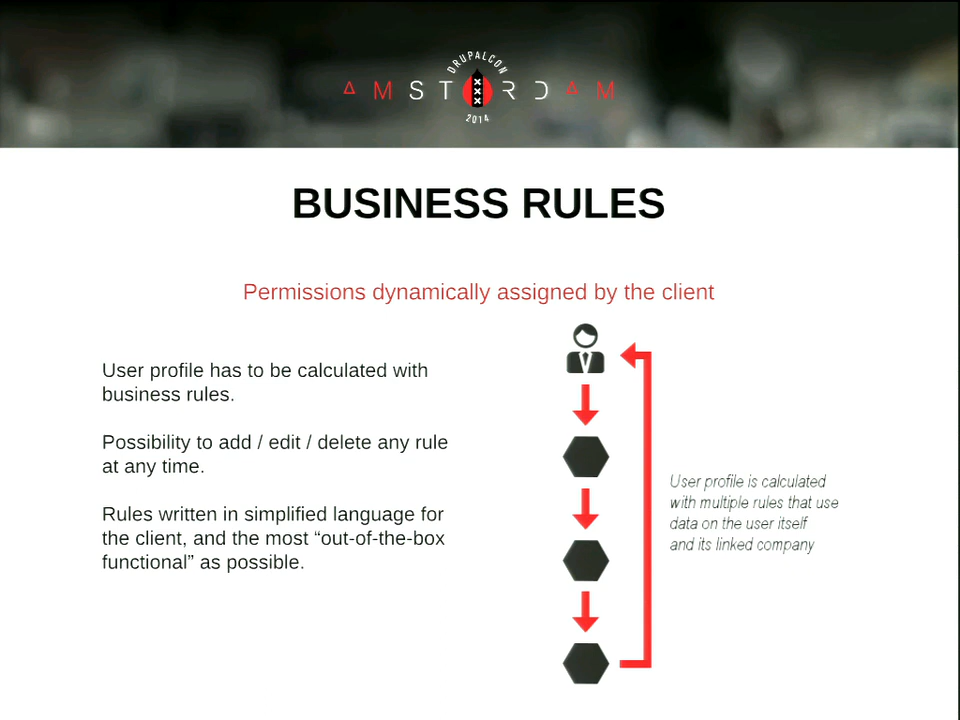 DRUPALCON
AMSTERDAM
2014
BUSINESS RULES
Permissions dynamically assigned by the client
User profile has to be calculated with
business rules.
Possibility to add / edit / delete any rule
at any time.
Rules written in simplified language for
the client, and the most “out-of-the-box
functional” as possible.
User profile is calculated
with multiple rules that use
data on the user itself
and its linked company